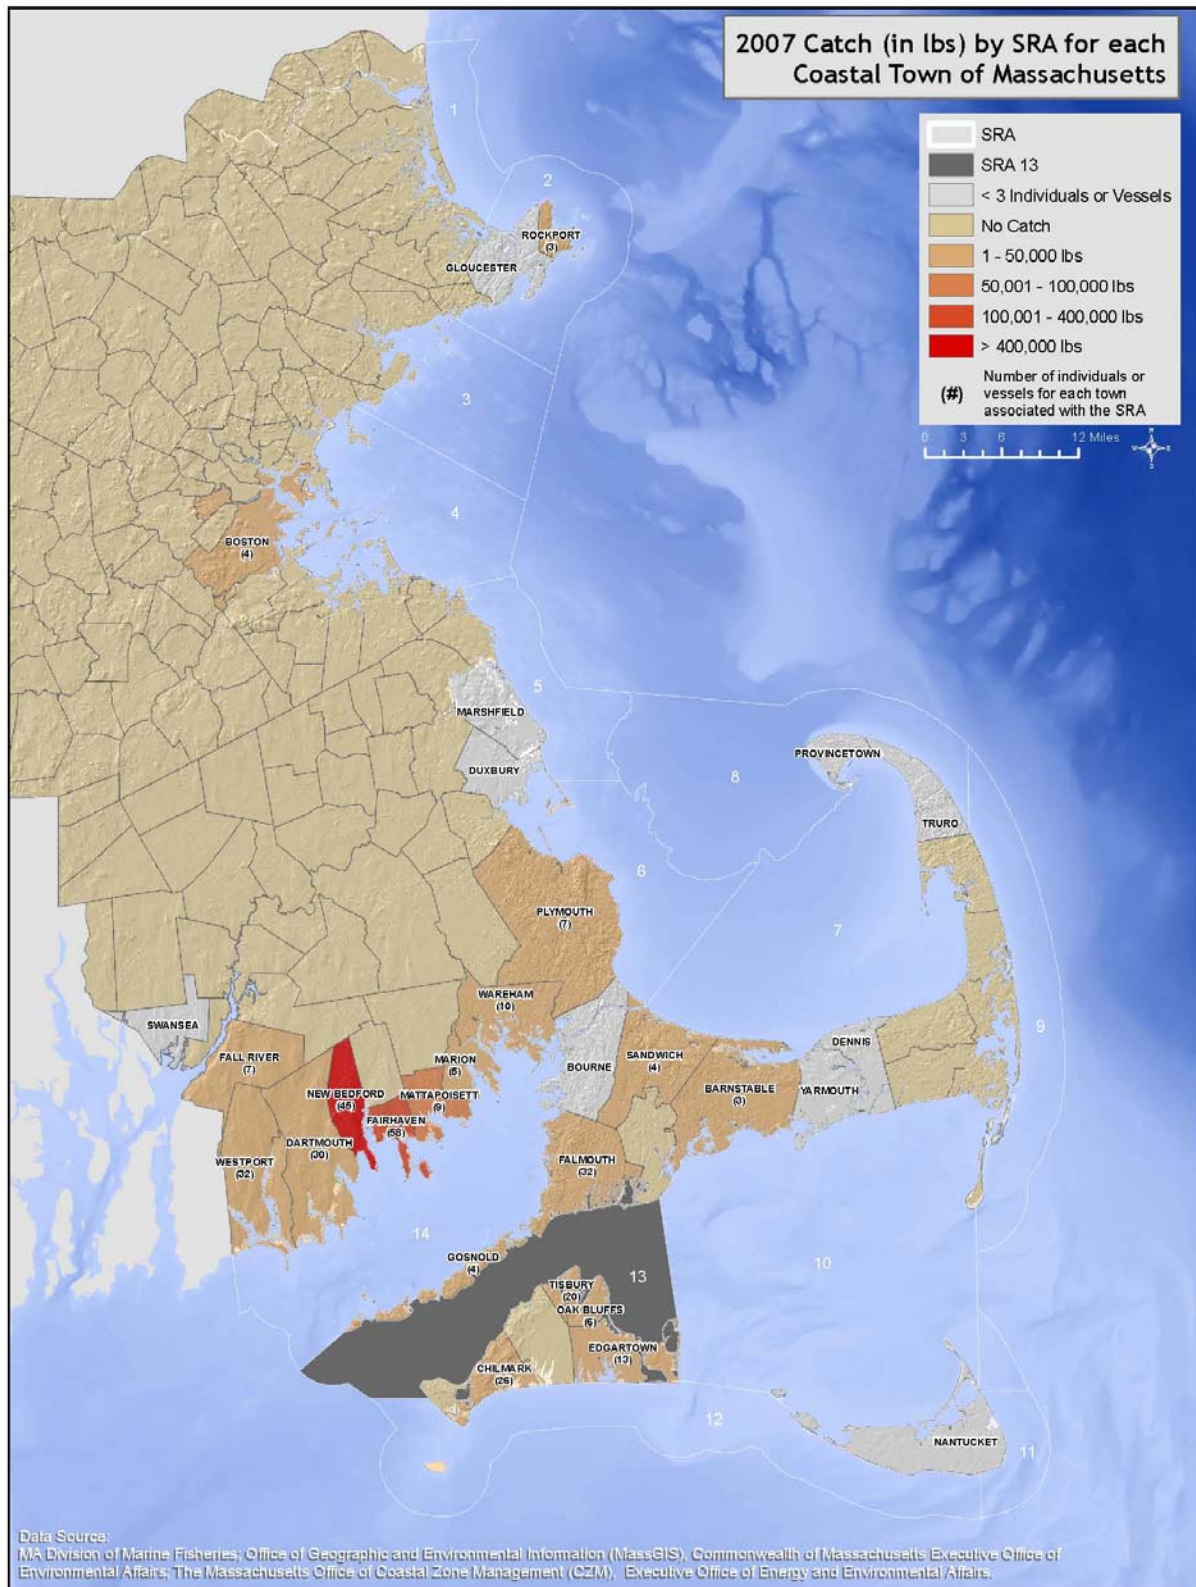 2007 Catch (in lbs) by SRA for each
Coastal Town of Massachusetts
SRA
SRA 13
< 3 Individuals or Vessels
No Catch
1 - 50,000 lbs
50,001 - 100,000 lbs
100,001 - 400,000 lbs
> 400,000 lbs
(#)
Number of individuals or
vessels for each town
associated with the SRA
0 3 6 12 Miles
N
W E
S
1
2
ROCKPORT
(3)
GLOUCESTER
3
4
BOSTON
(4)
5
MARSHFIELD
DUXBURY
PROVINCETOWN
8
TRURO
6
PLYMOUTH
(7)
7
WAREHAM
(10)
SWANSEA
9
FALL RIVER
(7)
MARION
(5)
BOURNE
SANDWICH
(4)
DENNIS
YARMOUTH
BARNSTABLE
(3)
NEW BEDFORD
(45)
MATTAPOISETT
(9)
FAIRHAVEN
(58)
DARTMOUTH
(30)
WESTPORT
(32)
FALMOUTH
(32)
14
GOSNOLD
(4)
13
10
TISBURY
(20)
OAK BLUFFS
(6)
EDGARTOWN
(13)
CHILMARK
(26)
12
NANTUCKET
11
Data Source:
MA Division of Marine Fisheries, Office of Geographic and Environmental Information (MassGIS), Commonwealth of Massachusetts Executive Office of
Environmental Affairs, The Massachusetts Office of Coastal Zone Management (CZM), Executive Office of Energy and Environmental Affairs.